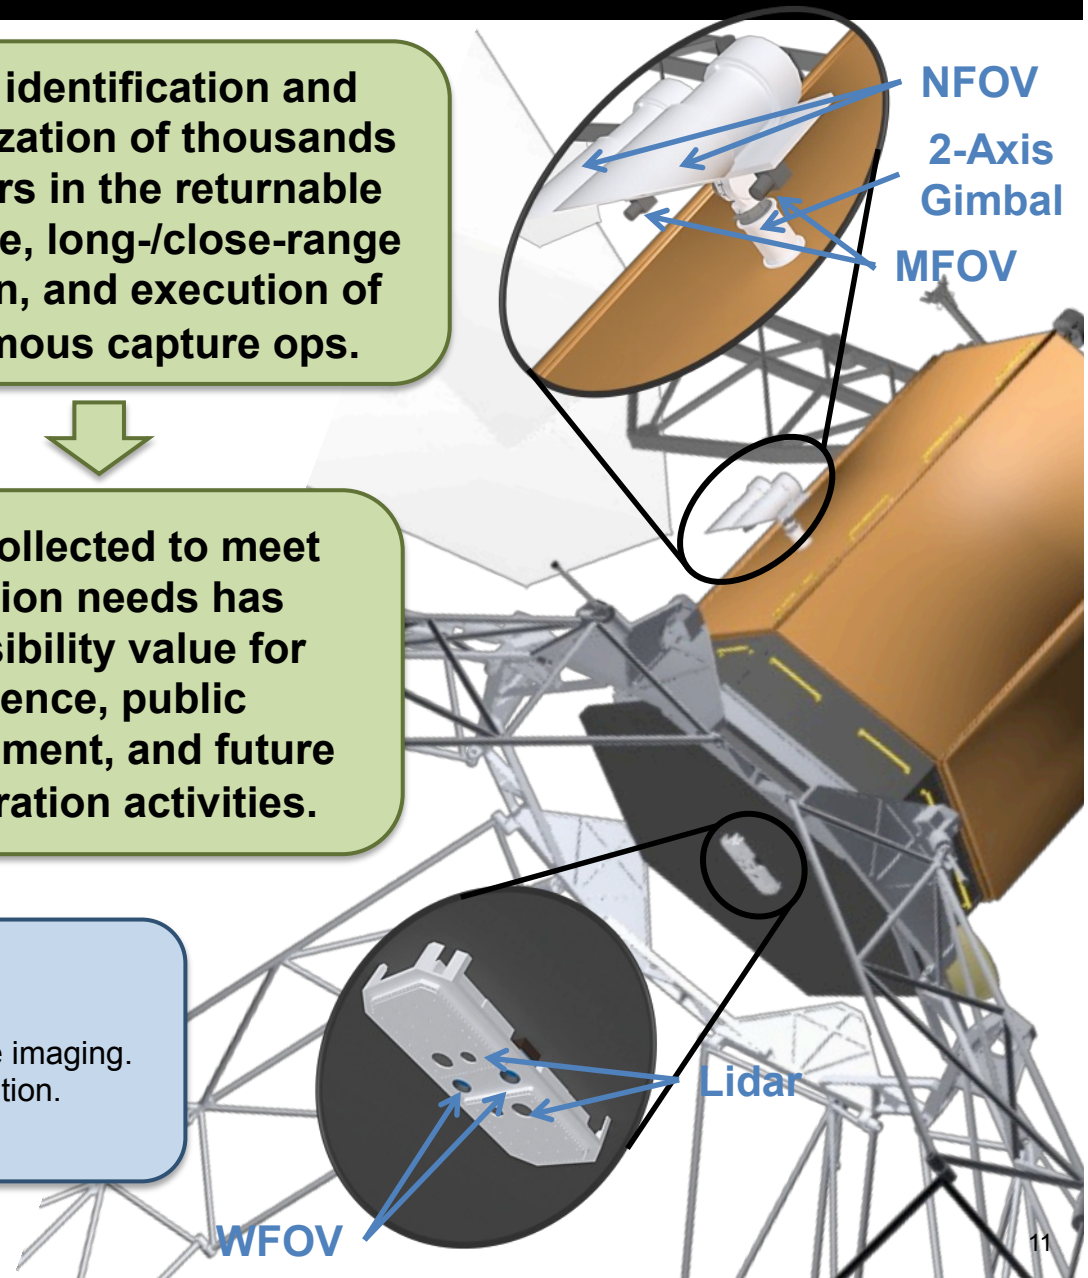 identification and
ization of thousands
rs in the returnable
e, long-/close-range
n, and execution of
mous capture ops.
ollected to meet
ion needs has
sibility value for
ence, public
ment, and future
ration activities.
e imaging.
tion.
NFOV
2-Axis
Gimbal
MFOV
Lidar
WFOV
11